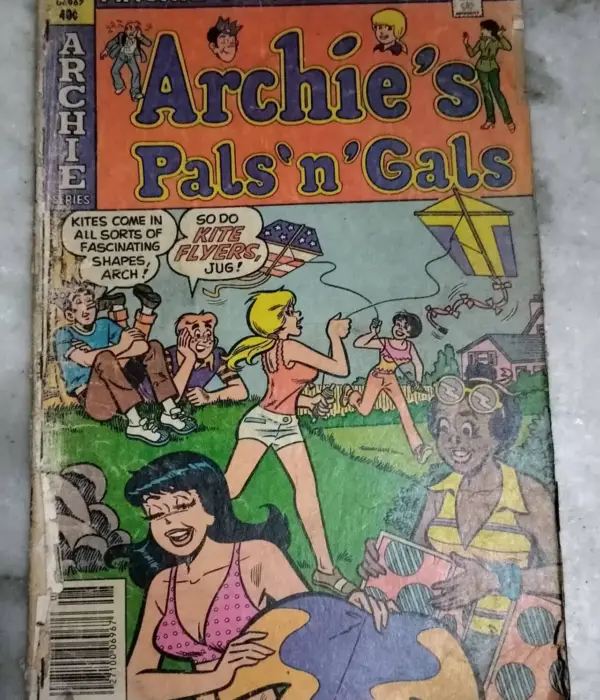 40¢
ARCHIE
SERIES
Archie's
Pals 'n' Gals
KITES COME IN
ALL SORTS OF
FASCINATING
SHAPES,
ARCH!
SO DO
KITE
FLYERS,
JUG!